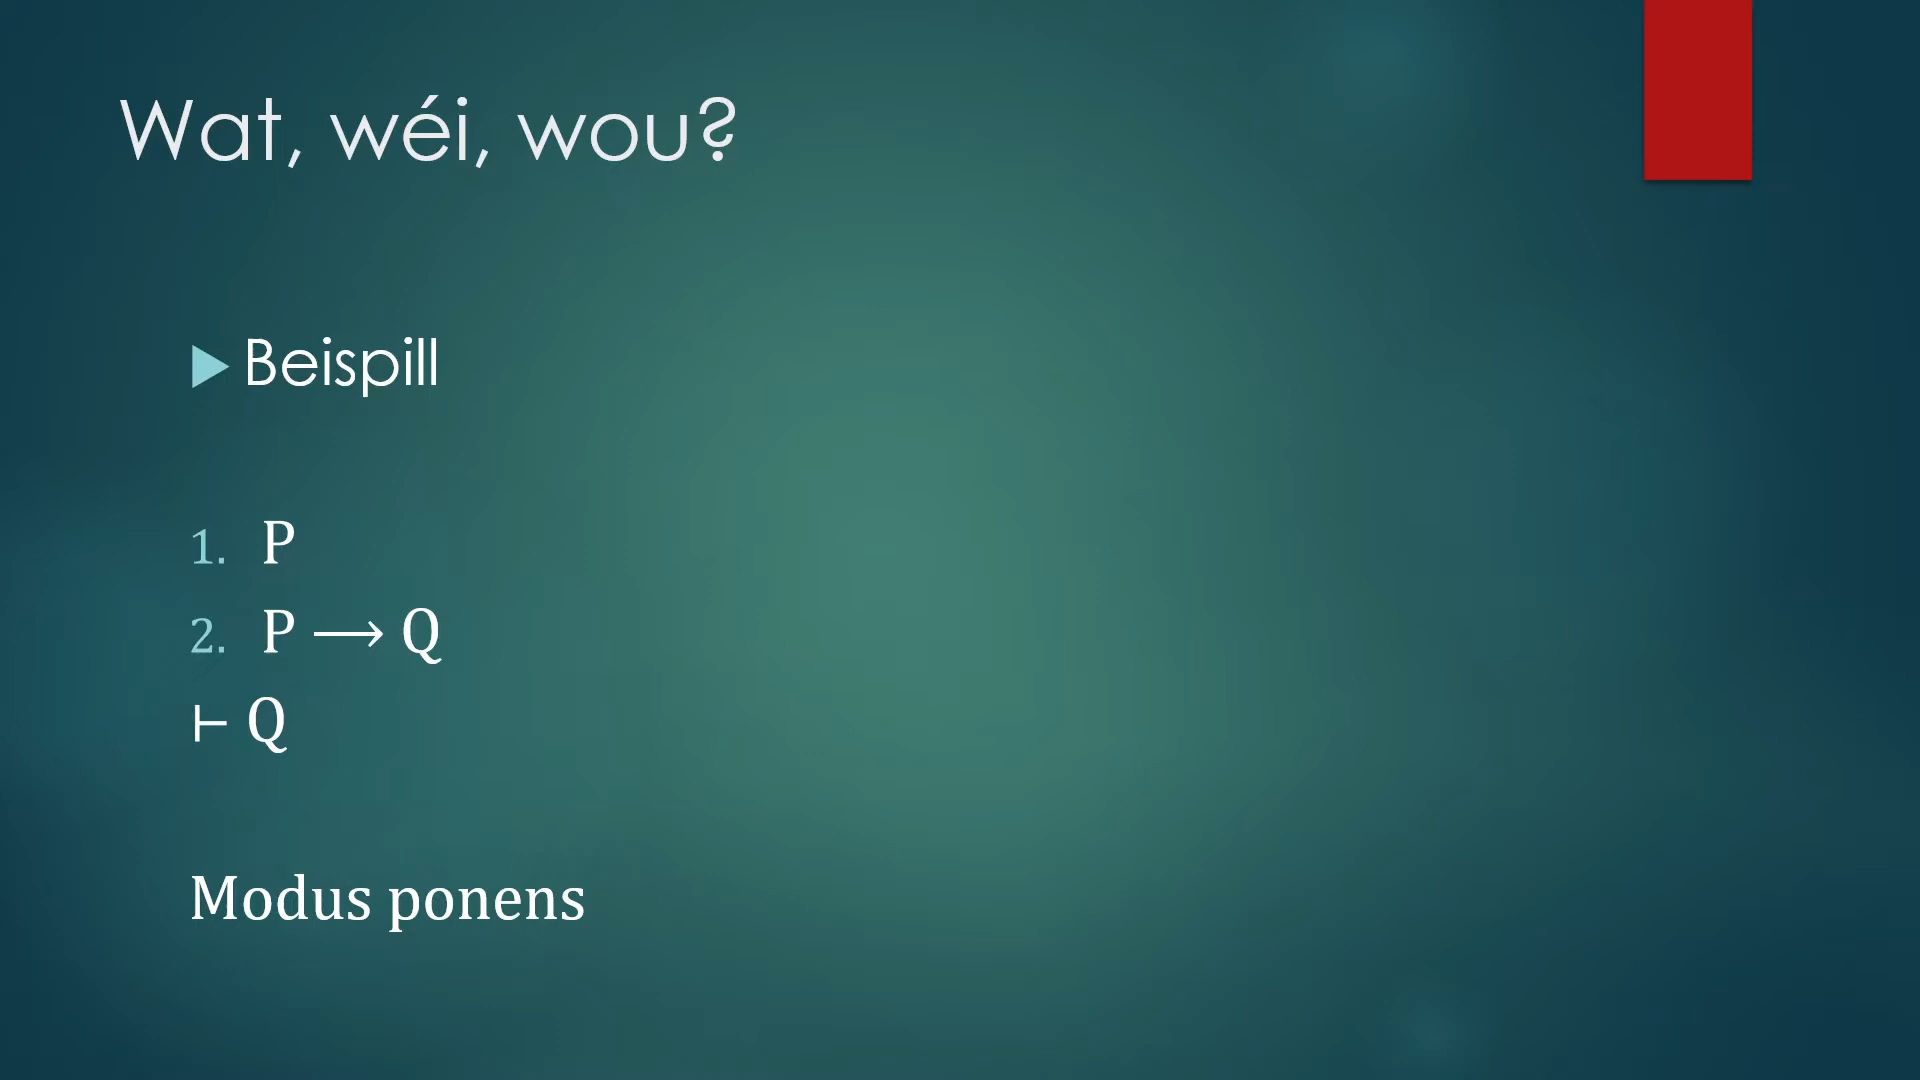 Wat, wéi, wou?
Beispill
1. P
2. P ⟶ Q
⊢ Q
Modus ponens